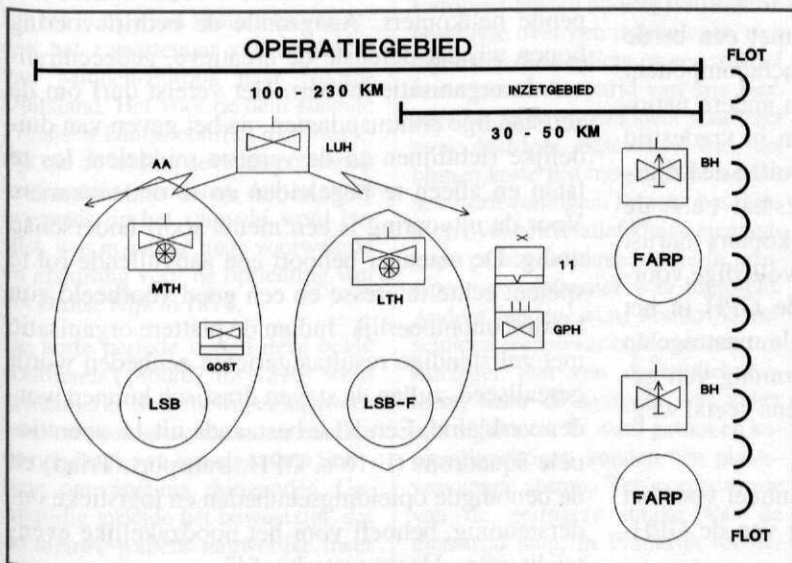 OPERATIEGEBIED
FLOT
100 - 230 KM
INZETGEBIED
30 - 50 KM
LUH
AA
BH
FARP
MTH
LTH
11
GOST
GPH
LSB
LSB-F
BH
FARP
FLOT